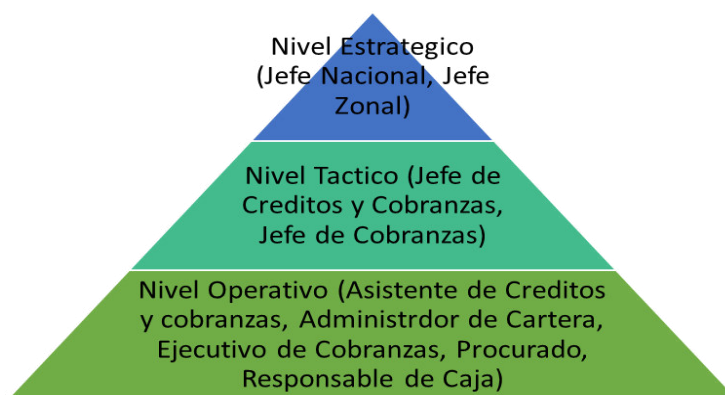 Nivel Estrategico
(Jefe Nacional, Jefe
Zonal)
Nivel Tactico (Jefe de
Creditos y Cobranzas,
Jefe de Cobranzas)
Nivel Operativo (Asistente de Creditos
y cobranzas, Administrdor de Cartera,
Ejecutivo de Cobranzas, Procurado,
Responsable de Caja)